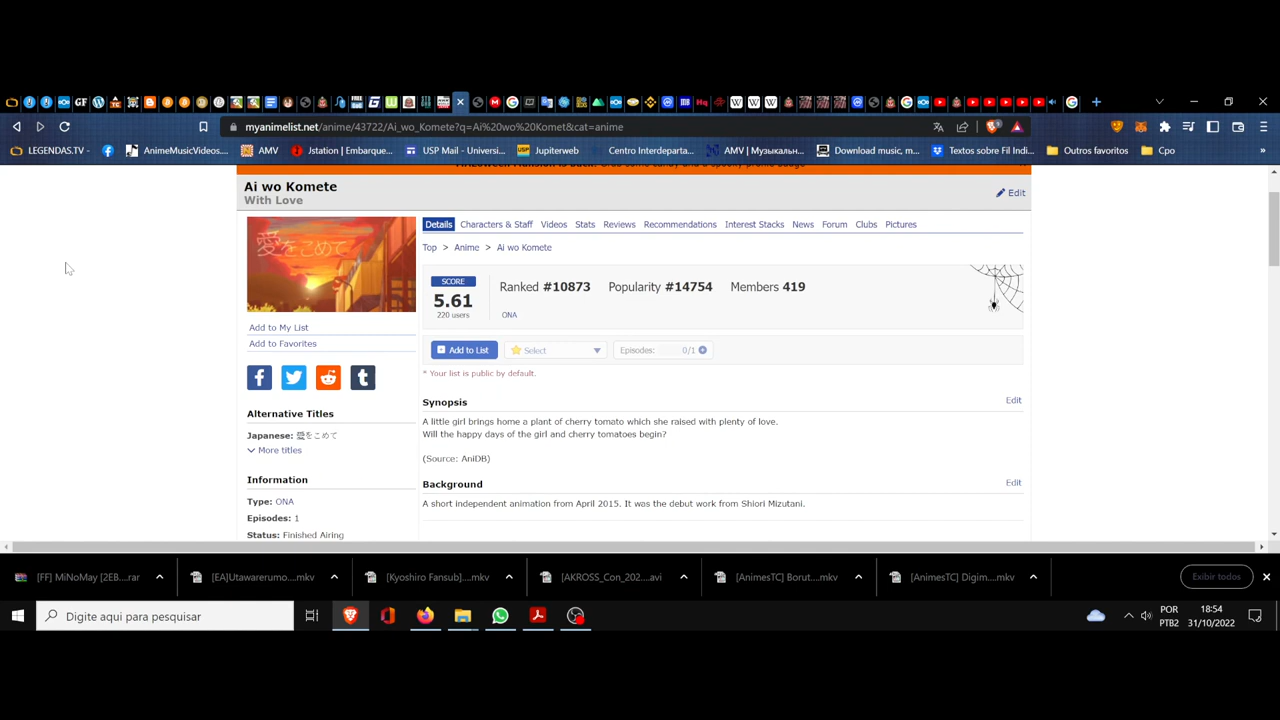 myanimelist.net/anime/43722/Ai_wo_Komete?q=Ai%20wo%20Komet&cat=anime
LEGENDAS.TV -
AnimeMusicVideos...
AMV
Jstation | Embarque...
USP Mail - Universi...
Jupiterweb
Centro Interdeparta...
AMV | Музыкальн...
Download music, m...
Textos sobre Fil Indi...
Outros favoritos
Cpo
»
Ai wo Komete
With Love
Edit
愛をこめて
Details Characters & Staff Videos Stats Reviews Recommendations Interest Stacks News Forum Clubs Pictures
Top > Anime > Ai wo Komete
SCORE
5.61
220 users
Ranked #10873 Popularity #14754 Members 419
ONA
Add to My List
Add to Favorites
Add to List
Select
Episodes: 0/1
* Your list is public by default.
Synopsis
Edit
A little girl brings home a plant of cherry tomato which she raised with plenty of love.
Will the happy days of the girl and cherry tomatoes begin?
(Source: AniDB)
Alternative Titles
Japanese: 愛をこめて
More titles
Information
Type: ONA
Episodes: 1
Status: Finished Airing
Background
Edit
A short independent animation from April 2015. It was the debut work from Shiori Mizutani.
[FF] MiNoMay [2EB....rar
[EA]Utawarerumo....mkv
[Kyoshiro Fansub]....mkv
[AKROSS_Con_202....avi
[AnimesTC] Borut....mkv
[AnimesTC] Digim....mkv
Exibir todos
Digite aqui para pesquisar
POR
PTB2
18:54
31/10/2022